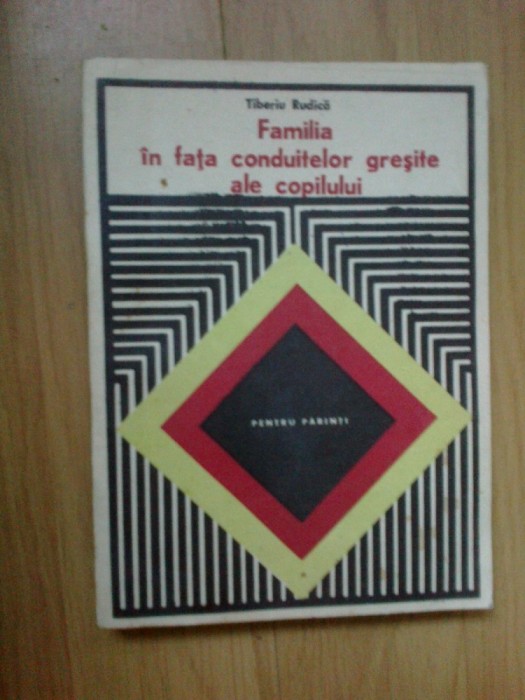 Tiberiu Rudică
Familia
în fața conduitelor greșite
ale copilului
PENTRU PĂRINȚI